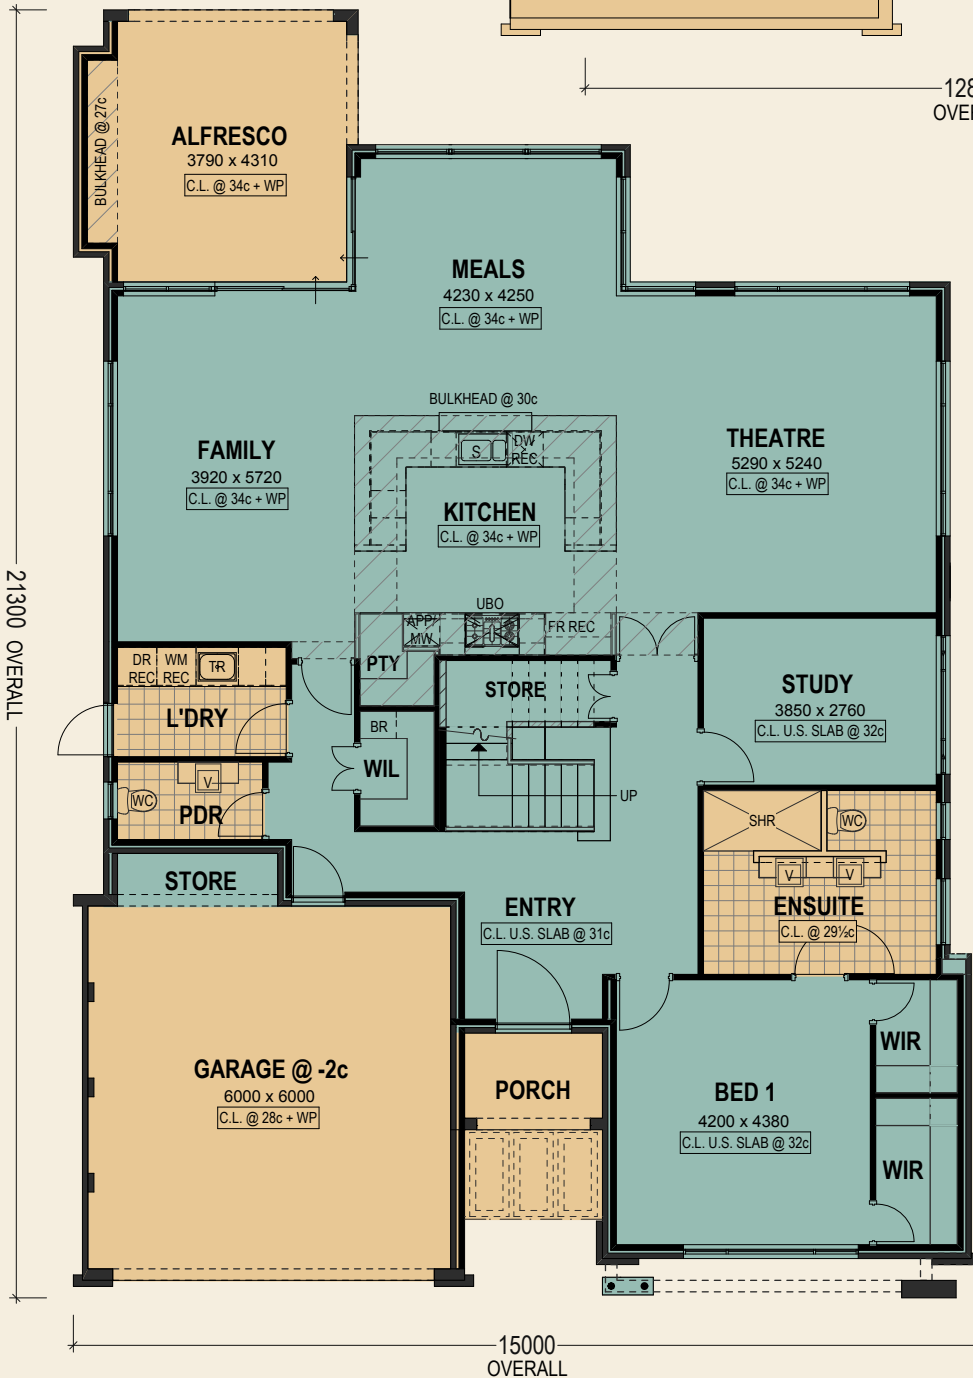 128
OVER
BULKHEAD @ 27c
ALFRESCO
3790 x 4310
C.L. @ 34c + WP
MEALS
4230 x 4250
C.L. @ 34c + WP
BULKHEAD @ 30c
FAMILY
3920 x 5720
C.L. @ 34c + WP
S
DW
REC
THEATRE
5290 x 5240
C.L. @ 34c + WP
KITCHEN
C.L. @ 34c + WP
21300 OVERALL
UBO
APP/
MW
FR REC
PTY
DR
REC
WM
REC
TR
L'DRY
STORE
STUDY
3850 x 2760
C.L. U.S. SLAB @ 32c
BR
WIL
UP
WC
V
PDR
SHR
WC
V
V
ENSUITE
C.L. @ 29½c
STORE
ENTRY
C.L. U.S. SLAB @ 31c
GARAGE @ -2c
6000 x 6000
C.L. @ 28c + WP
PORCH
BED 1
4200 x 4380
C.L. U.S. SLAB @ 32c
WIR
WIR
15000
OVERALL